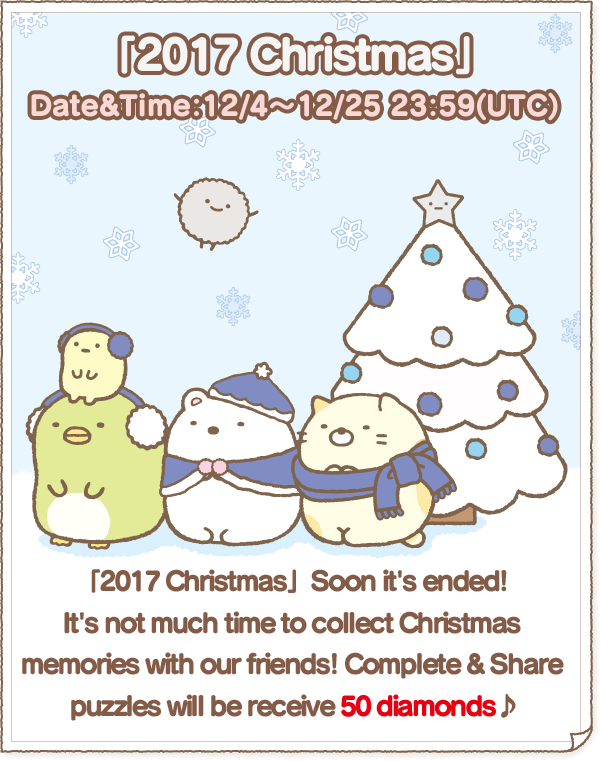 「2017 Christmas」
Date&Time:12/4～12/25 23:59(UTC)
「2017 Christmas」Soon it's ended!
It's not much time to collect Christmas
memories with our friends! Complete & Share
puzzles will be receive 50 diamonds♪